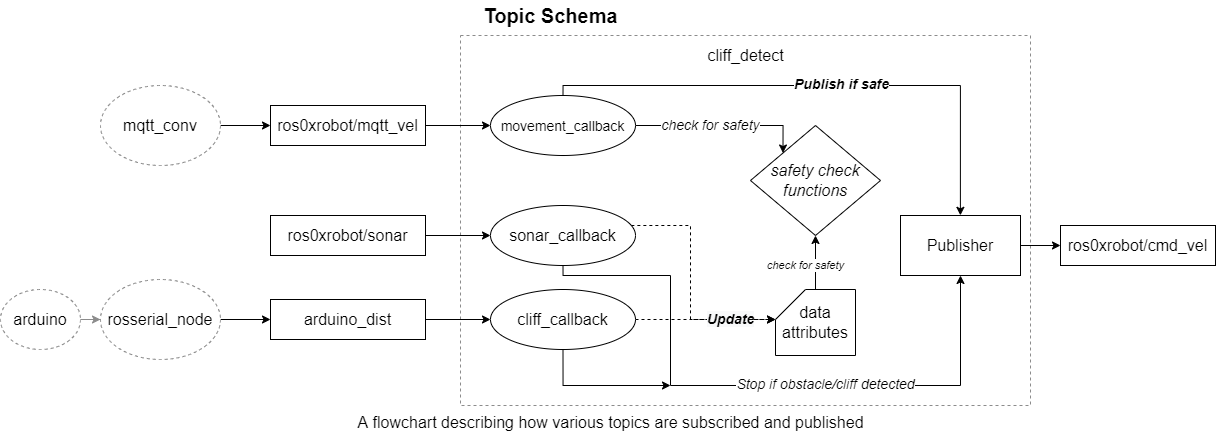 Topic Schema
cliff_detect
Publish if safe
mqtt_conv
ros0xrobot/mqtt_vel
movement_callback
check for safety
safety check
functions
ros0xrobot/sonar
sonar_callback
Publisher
ros0xrobot/cmd_vel
check for safety
arduino
rosserial_node
arduino_dist
cliff_callback
Update
data
attributes
Stop if obstacle/cliff detected
A flowchart describing how various topics are subscribed and published